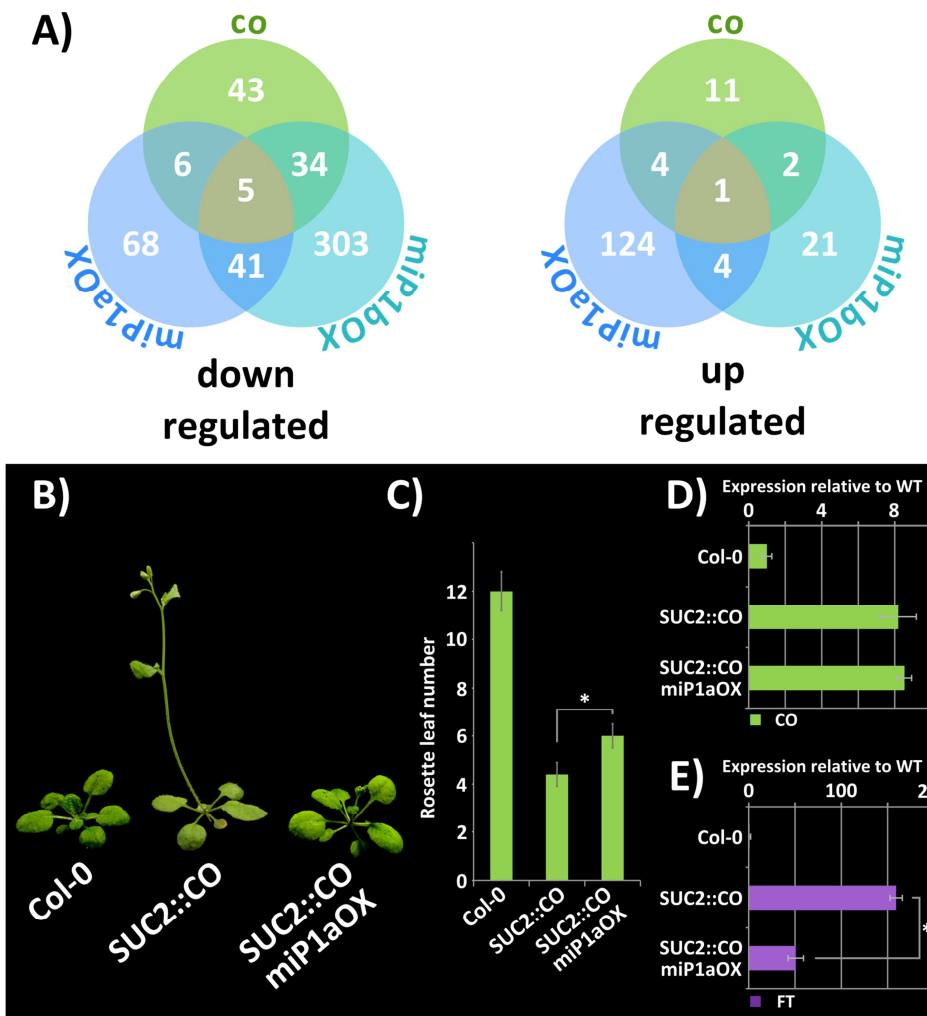 A)
co
43
6
34
5
68
303
41
miP1aOX
miP1bOX
down
regulated
co
11
4
2
1
124
21
4
miP1aOX
miP1bOX
up
regulated
B)
Col-0
SUC2::CO
SUC2::CO
miP1aOX
C)
Rosette leaf number
12
10
8
6
4
2
0
*
Col-0
SUC2::CO
SUC2::CO
miP1aOX
D)
Expression relative to WT
0 4 8
Col-0
SUC2::CO
SUC2::CO
miP1aOX
CO
E)
Expression relative to WT
0 100 2
Col-0
SUC2::CO
SUC2::CO
miP1aOX
*
FT